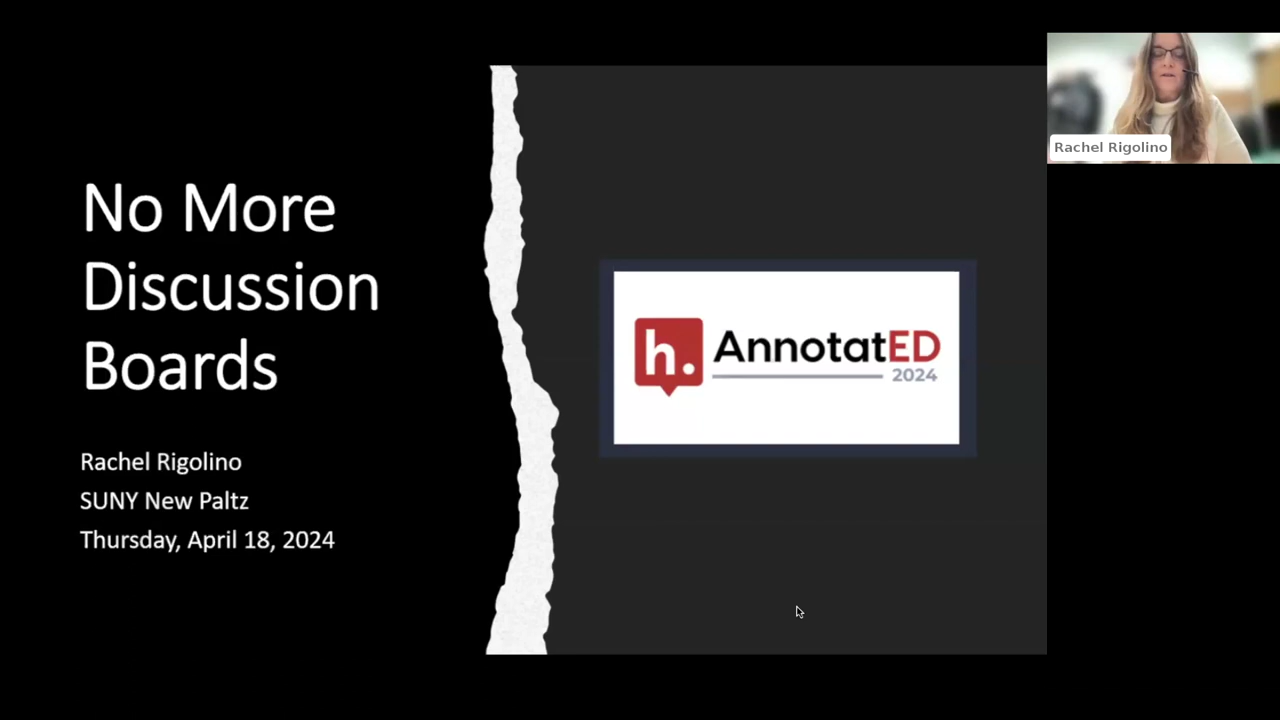 No More
Discussion
Boards
Rachel Rigolino
SUNY New Paltz
Thursday, April 18, 2024
h.
AnnotatED
2024
Rachel Rigolino